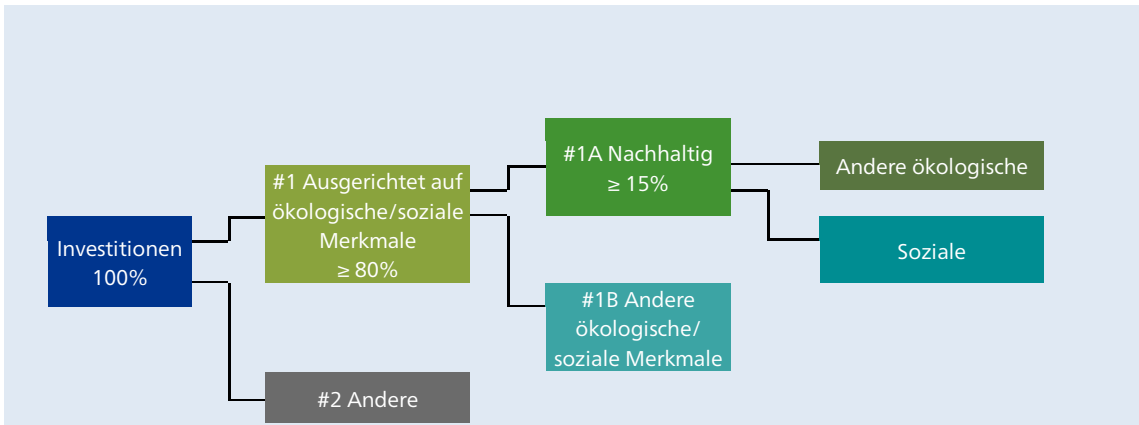 Investitionen
100%
#1 Ausgerichtet auf
ökologische/soziale
Merkmale
≥ 80%
#2 Andere
#1A Nachhaltig
≥ 15%
#1B Andere
ökologische/
soziale Merkmale
Andere ökologische
Soziale